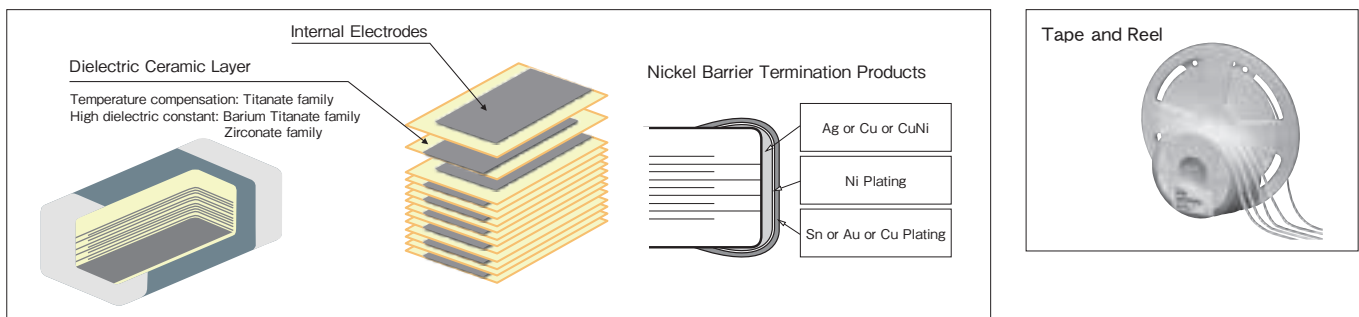 Internal Electrodes
Dielectric Ceramic Layer
Temperature compensation: Titanate family
High dielectric constant: Barium Titanate family
Zirconate family
Nickel Barrier Termination Products
Ag or Cu or CuNi
Ni Plating
Sn or Au or Cu Plating
Tape and Reel